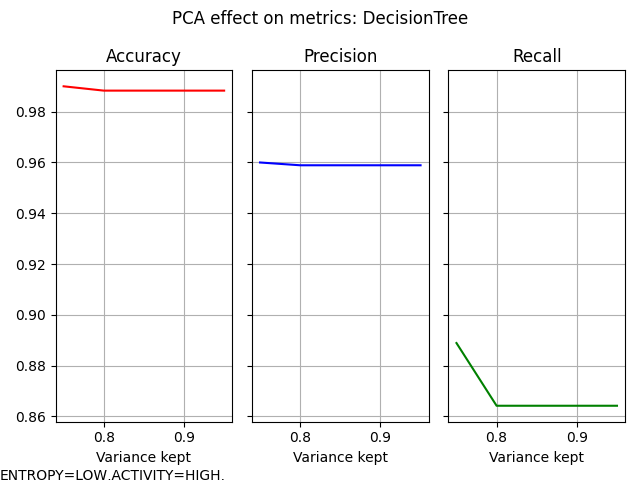 PCA effect on metrics: DecisionTree
Accuracy Precision Recall
0.98
0.96
0.94
0.92
0.90
0.88
0.86
0.8 0.9 0.8 0.9 0.8 0.9
Variance kept Variance kept Variance kept
ENTROPY=LOW.ACTIVITY=HIGH.